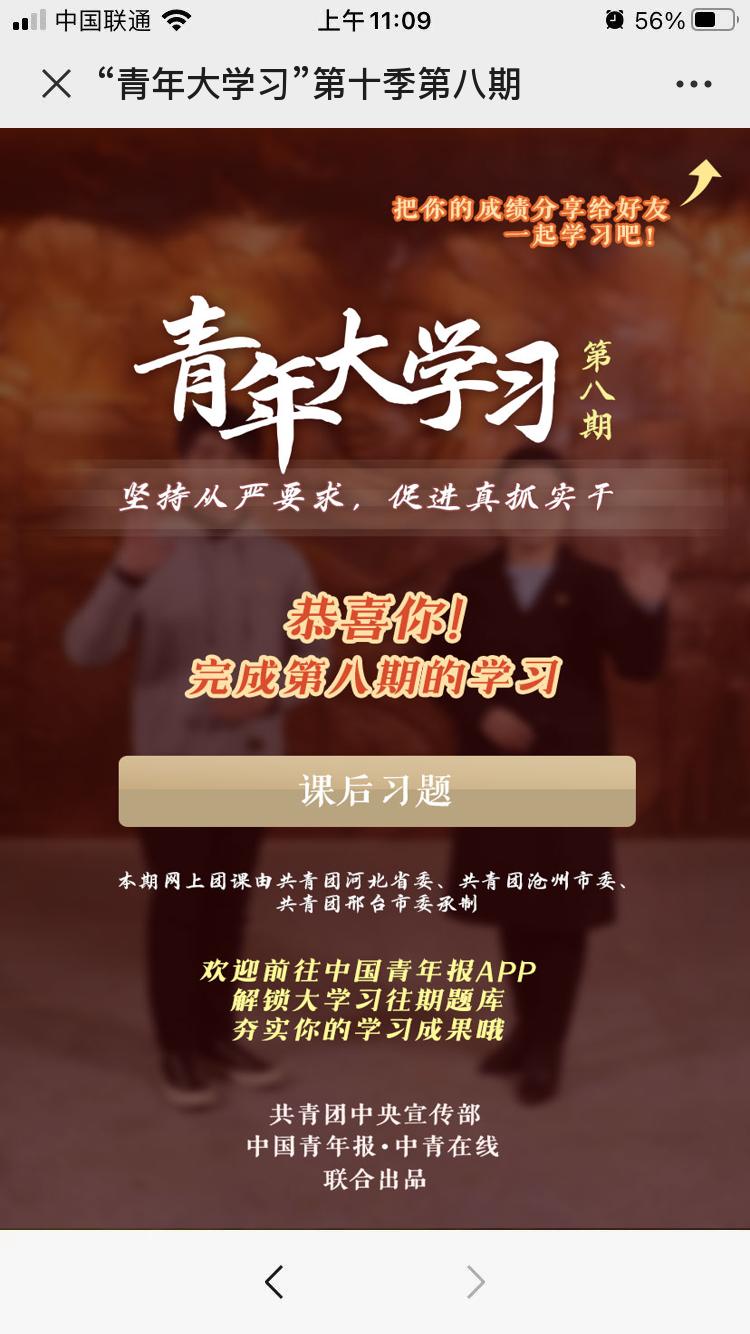 中国联通
上午11:09
56%
“青年大学习”第十季第八期
把你的成绩分享给好友
一起学习吧!
青年大学习
第八期
坚持从严要求，促进真抓实干
恭喜你!
完成第八期的学习
课后习题
本期网上团课由共青团河北省委、共青团沧州市委、
共青团邢台市委承制
欢迎前往中国青年报APP
解锁大学习往期题库
夯实你的学习成果哦
共青团中央宣传部
中国青年报·中青在线
联合出品